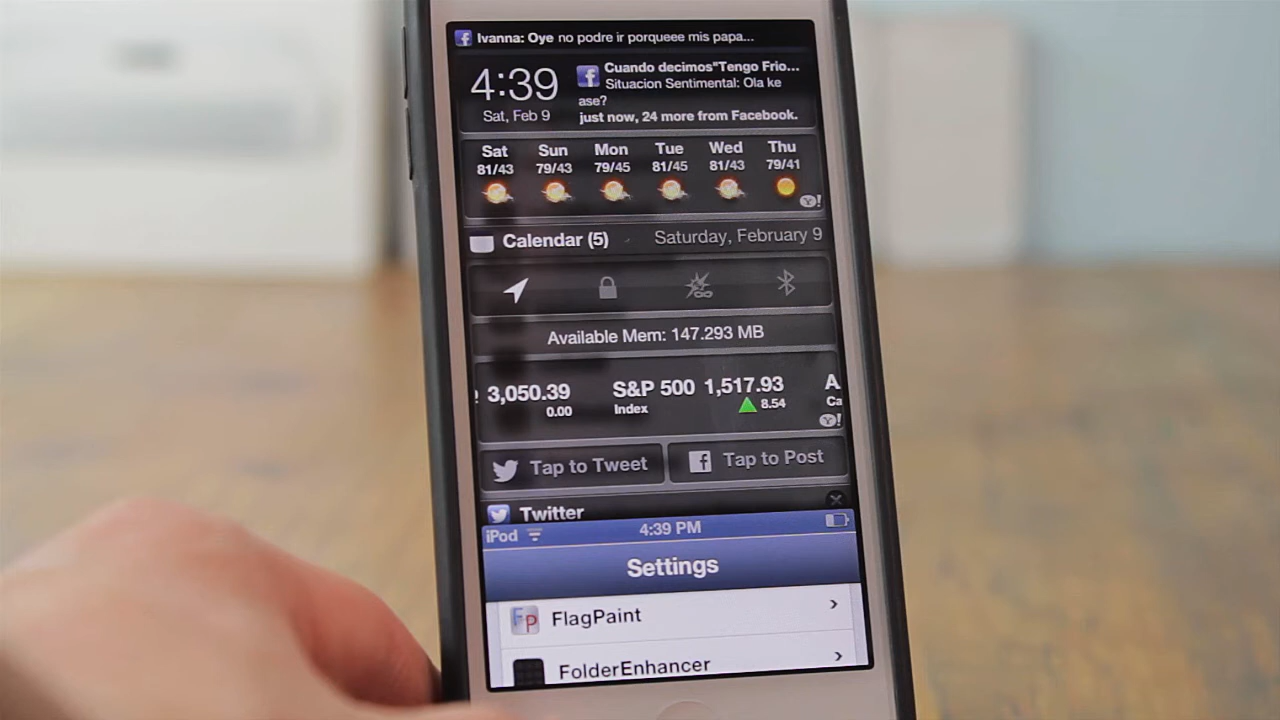 Ivanna: Oye no podre ir porqueee mis papa...
4:39
Sat, Feb 9
Cuando decimos"Tengo Frio...
Situacion Sentimental: Ola ke
ase?
just now, 24 more from Facebook.
Sat Sun Mon Tue Wed Thu
81/43 79/43 79/45 81/45 81/43 79/41
Y!
Calendar (5) Saturday, February 9
Available Mem: 147.293 MB
3,050.39 S&P 500 1,517.93 A
0.00 Index 8.54 Ca
Y!
Tap to Tweet Tap to Post
Twitter
iPod 4:39 PM
Settings
FP FlagPaint
FolderEnhancer